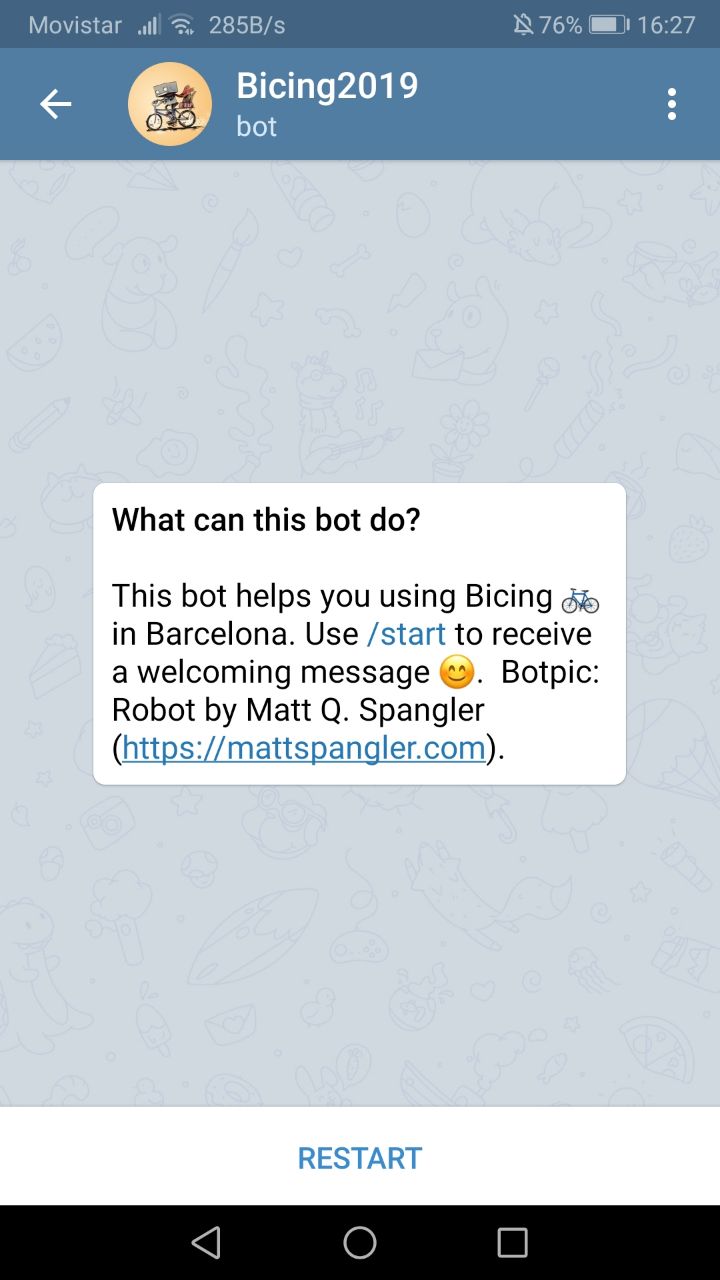 Movistar 285B/s 76% 16:27
Bicing2019
bot
What can this bot do?
This bot helps you using Bicing 🚲
in Barcelona. Use /start to receive
a welcoming message 😊. Botpic:
Robot by Matt Q. Spangler
(https://mattspangler.com).
RESTART